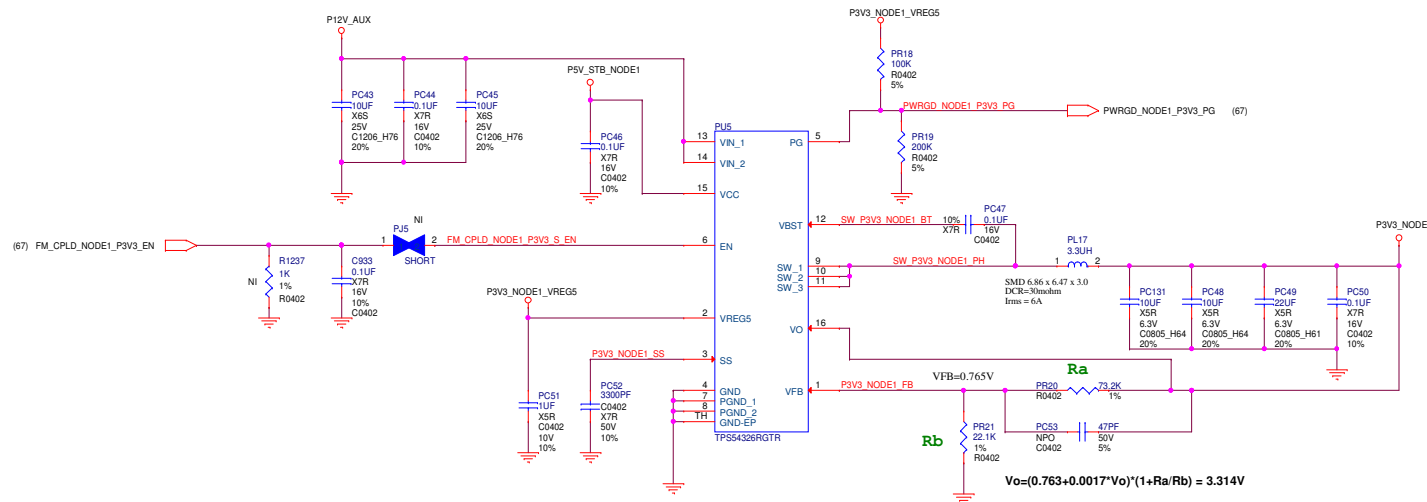 P12V_AUX
PC43
10UF
X6S
25V
C1206_H76
20%
PC44
0.1UF
X7R
16V
C0402
10%
PC45
10UF
X6S
25V
C1206_H76
20%
P5V_STB_NODE1
PC46
0.1UF
X7R
16V
C0402
10%
P3V3_NODE1_VREG5
PR18
100K
R0402
5%
PWRGD_NODE1_P3V3_PG
PWRGD_NODE1_P3V3_PG (67)
PR19
200K
R0402
5%
PU5
13 VIN_1
14 VIN_2
15 VCC
6 EN
2 VREG5
3 SS
4 GND
7 PGND_1
8 PGND_2
TH GND-EP
PG 5
VBST 12
SW_1 9
SW_2 10
SW_3 11
VO 16
VFB 1
TPS54326RGTR
(67) FM_CPLD_NODE1_P3V3_EN
NI
R1237
1K
1%
R0402
C933
0.1UF
X7R
16V
10%
C0402
NI
PJ5
1 2
SHORT
FM_CPLD_NODE1_P3V3_S_EN
P3V3_NODE1_VREG5
PC51
1UF
X5R
C0402
10V
10%
P3V3_NODE1_SS
PC52
3300PF
C0402
X7R
50V
10%
SW_P3V3_NODE1_BT
10%
X7R
PC47
0.1UF
16V
C0402
SW_P3V3_NODE1_PH
PL17
3.3UH
1 2
SMD 6.86 x 6.47 x 3.0
DCR=30mohm
Irms = 6A
P3V3_NODE
PC131
10UF
X5R
6.3V
C0805_H64
20%
PC48
10UF
X5R
6.3V
C0805_H64
20%
PC49
22UF
X5R
6.3V
C0805_H61
20%
PC50
0.1UF
X7R
16V
C0402
10%
P3V3_NODE1_FB
VFB=0.765V
Ra
PR20 73.2K
R0402 1%
Rb
PR21
22.1K
1%
R0402
PC53 47PF
NPO 50V
C0402 5%
Vo=(0.763+0.0017*Vo)*(1+Ra/Rb) = 3.314V